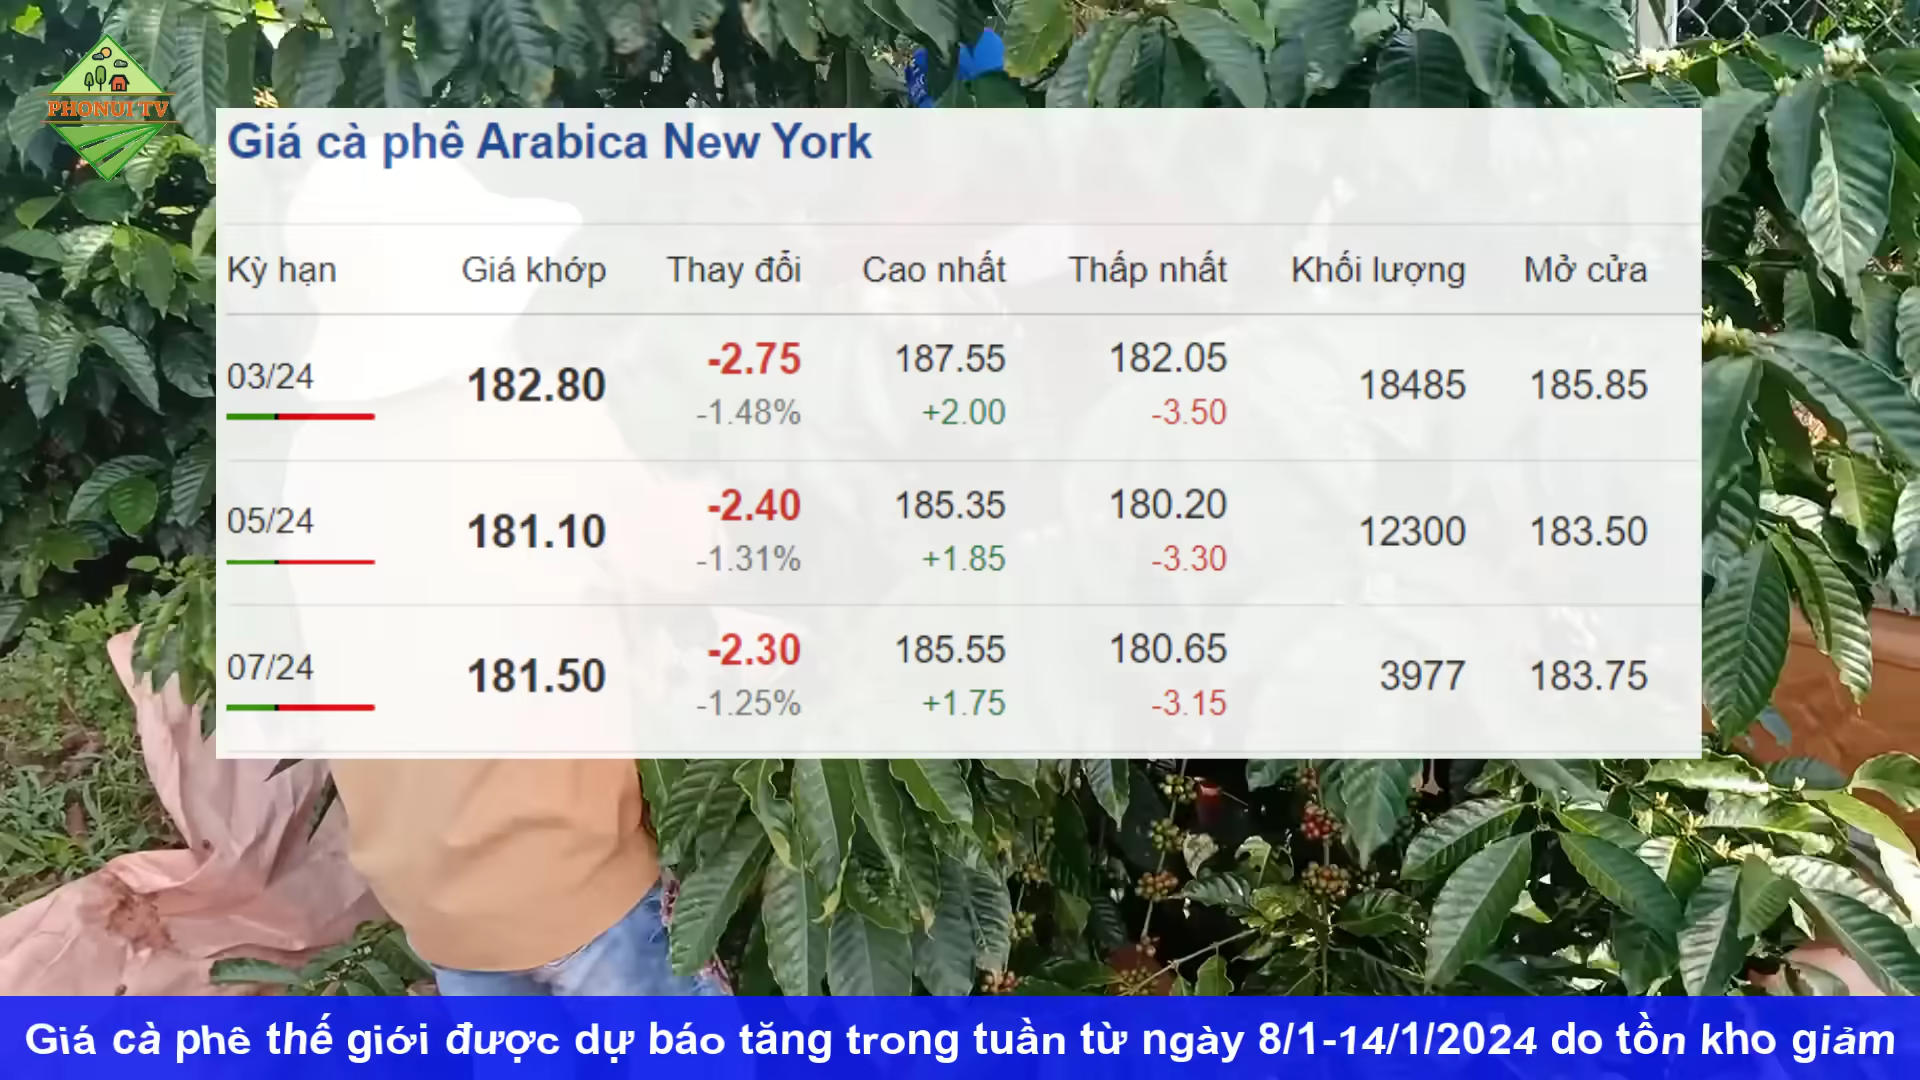 PHONUI TV
Giá cà phê Arabica New York
Kỳ hạn Giá khớp Thay đổi Cao nhất Thấp nhất Khối lượng Mở cửa
03/24 182.80 -2.75 187.55 182.05 18485 185.85
-1.48% +2.00 -3.50
05/24 181.10 -2.40 185.35 180.20 12300 183.50
-1.31% +1.85 -3.30
07/24 181.50 -2.30 185.55 180.65 3977 183.75
-1.25% +1.75 -3.15
Giá cà phê thế giới được dự báo tăng trong tuần từ ngày 8/1-14/1/2024 do tồn kho giảm